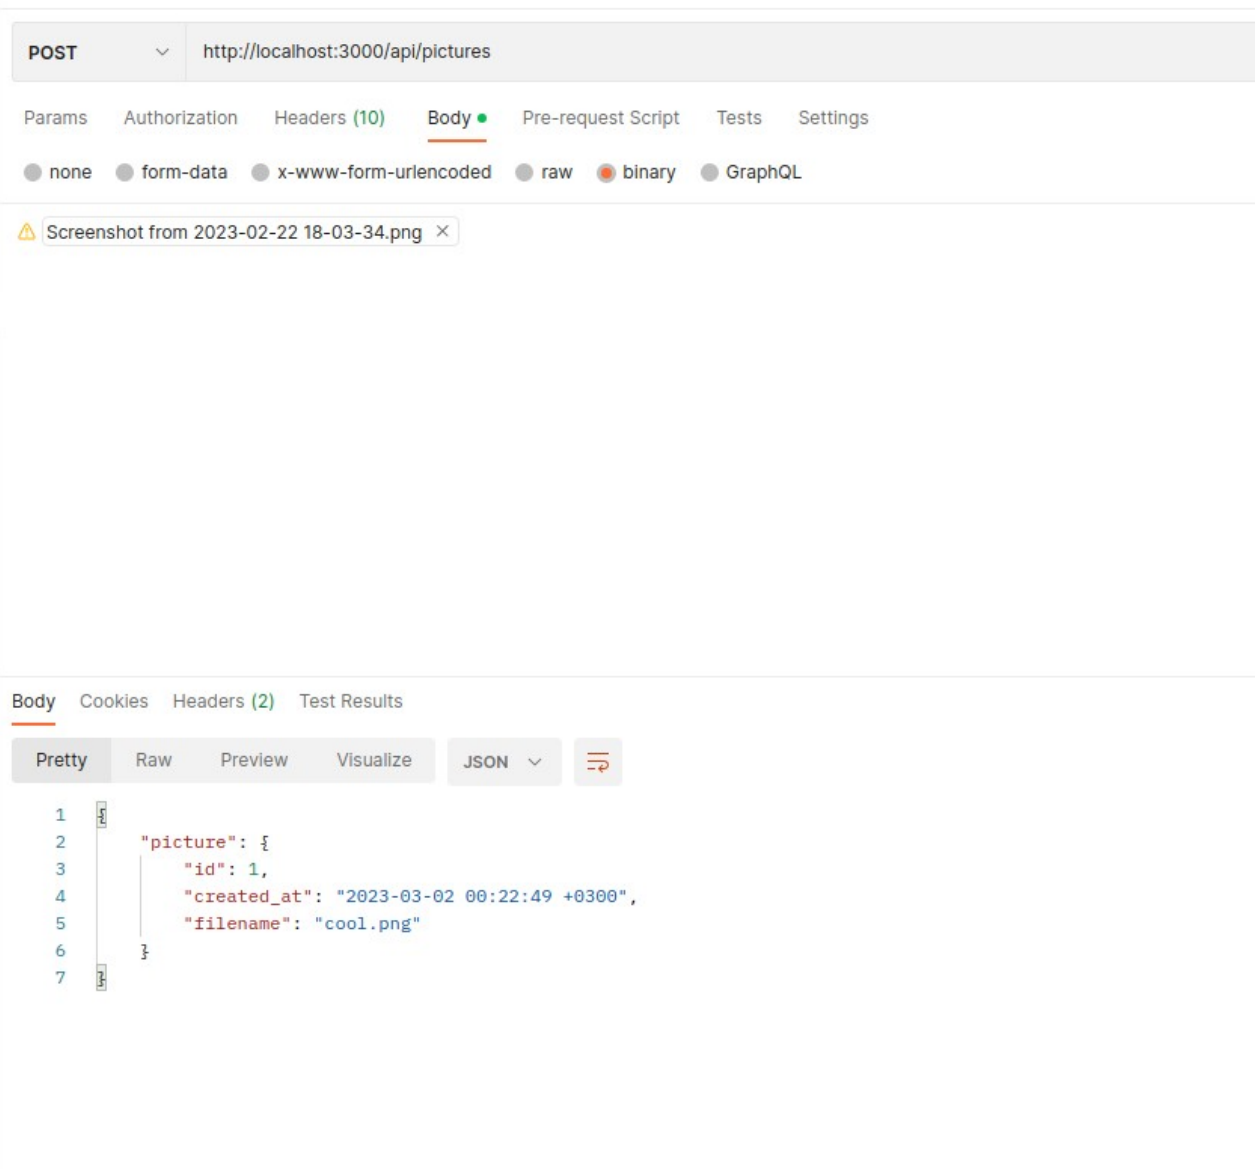 POST http://localhost:3000/api/pictures
Params Authorization Headers (10) Body Pre-request Script Tests Settings
none form-data x-www-form-urlencoded raw binary GraphQL
Screenshot from 2023-02-22 18-03-34.png
Body Cookies Headers (2) Test Results
Pretty Raw Preview Visualize JSON
1 {
2 "picture": {
3 "id": 1,
4 "created_at": "2023-03-02 00:22:49 +0300",
5 "filename": "cool.png"
6 }
7 }